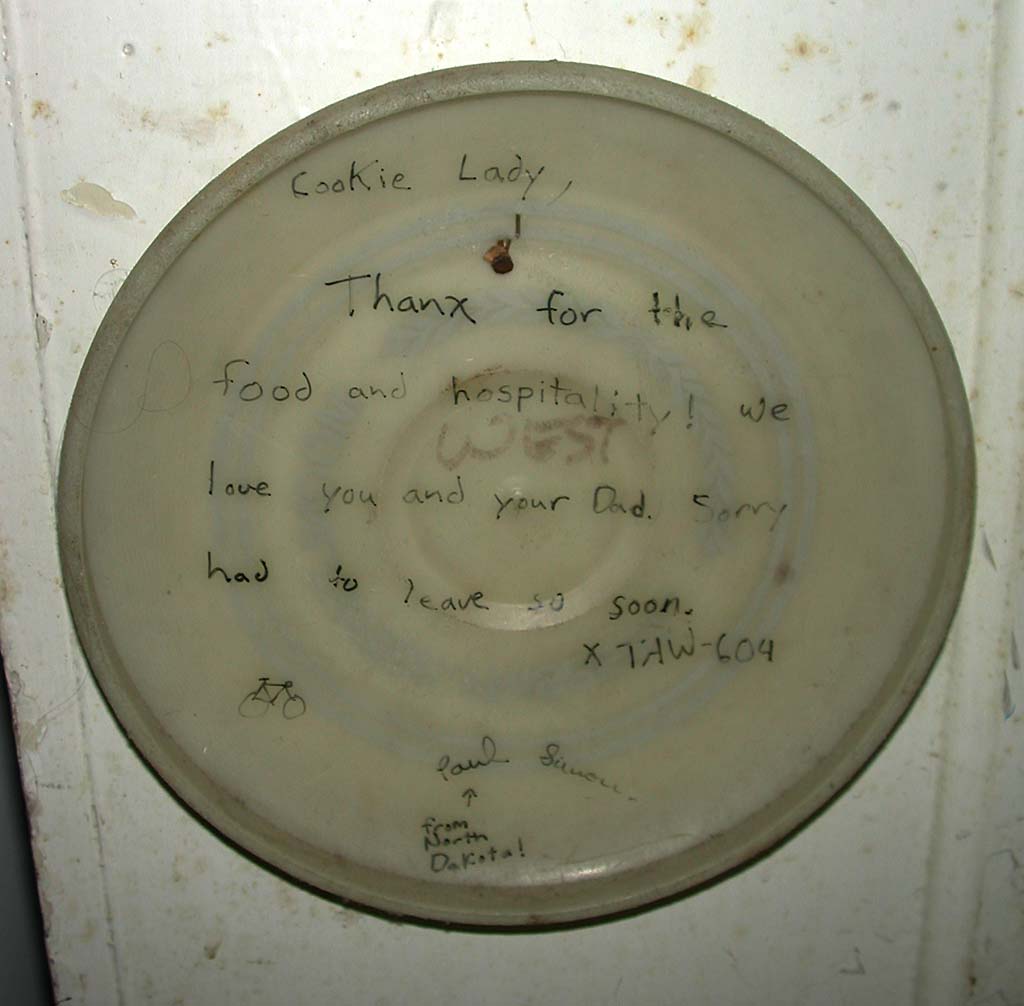 Cookie Lady,
Thanx for the
food and hospitality! We
WEST
love you and your Dad. Sorry
had to leave so soon.
X TAW-604
Paul Simon.
↑
from
North
Dakota!